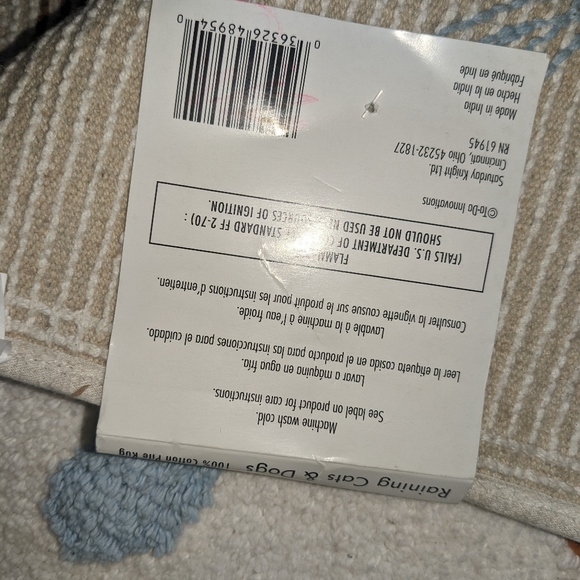 Raining Cats & Dogs 100% Cotton Pile Rug
Machine wash cold.
See label on product for care instructions.
Lavar a máquina en agua fría.
Leer la etiqueta cosida en el producto para las instrucciones para el cuidado.
Lavable à la machine à l'eau froide.
Consulter la vignette cousue sur le produit pour les instructions d'entretien.
(FAILS U.S. DEPARTMENT OF STANDARD FF 2-70) :
SHOULD NOT BE USED SOURCES OF IGNITION.
©To-Da Innovations
Saturday Knight Ltd.
Cincinnati, Ohio 45232-1827
RN 61945
Made in India
Hecho en la India
Fabriqué en Inde
0 36326 48954 0